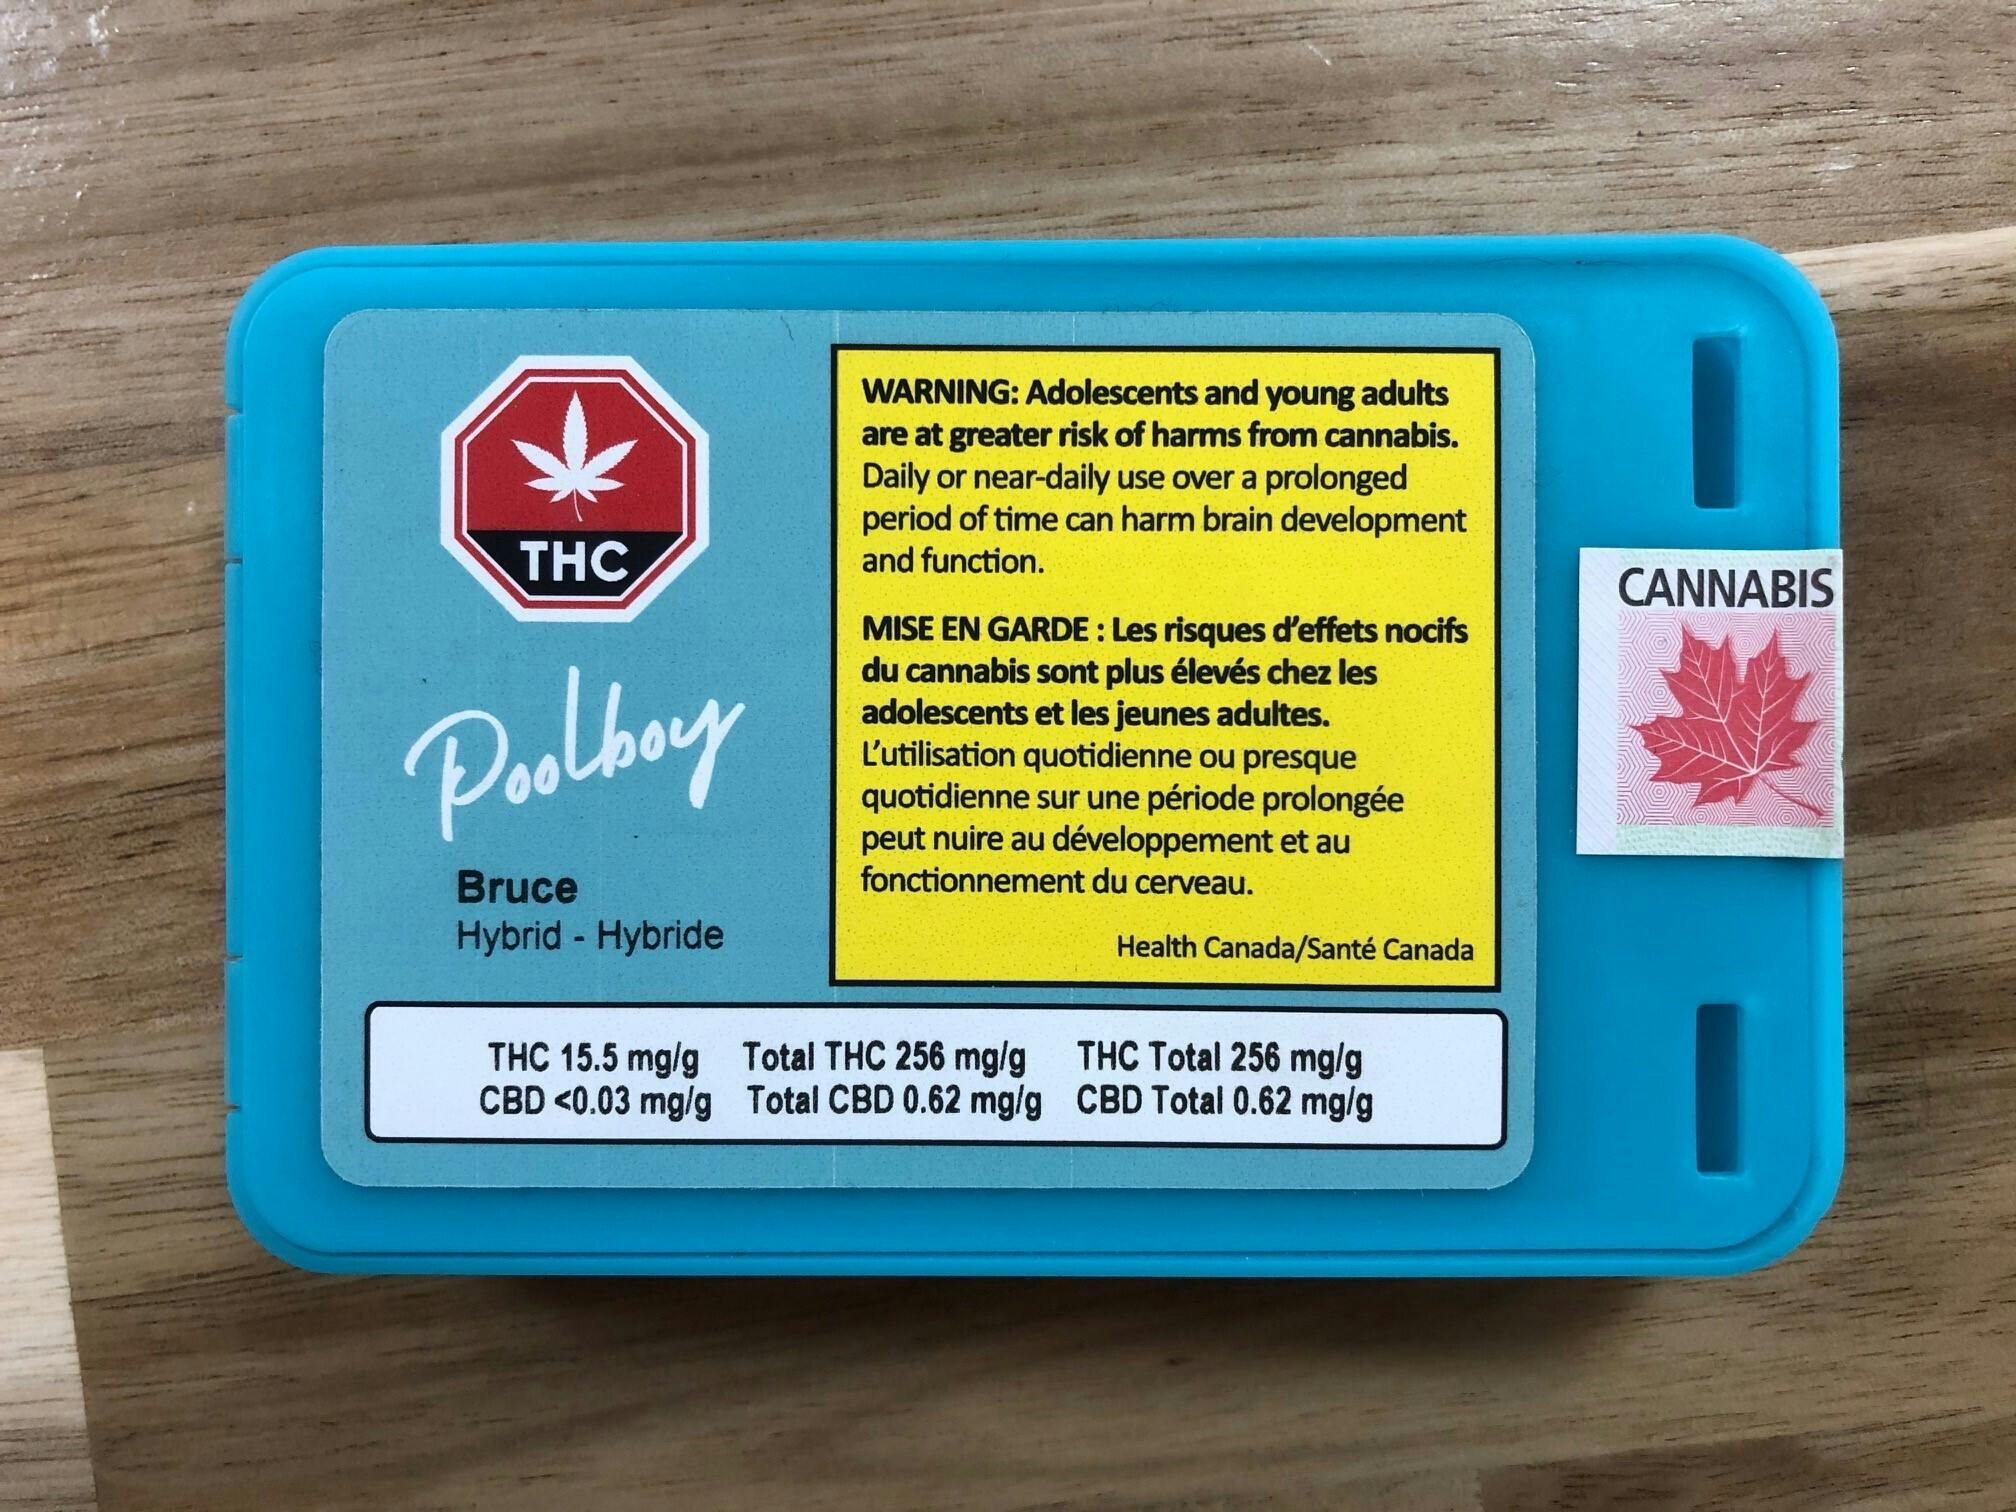 THC
Poolboy
Bruce
Hybrid - Hybride
WARNING: Adolescents and young adults
are at greater risk of harms from cannabis.
Daily or near-daily use over a prolonged
period of time can harm brain development
and function.
MISE EN GARDE : Les risques d’effets nocifs
du cannabis sont plus élevés chez les
adolescents et les jeunes adultes.
L’utilisation quotidienne ou presque
quotidienne sur une période prolongée
peut nuire au développement et au
fonctionnement du cerveau.
Health Canada/Santé Canada
CANNABIS
THC 15.5 mg/g Total THC 256 mg/g THC Total 256 mg/g
CBD <0.03 mg/g Total CBD 0.62 mg/g CBD Total 0.62 mg/g